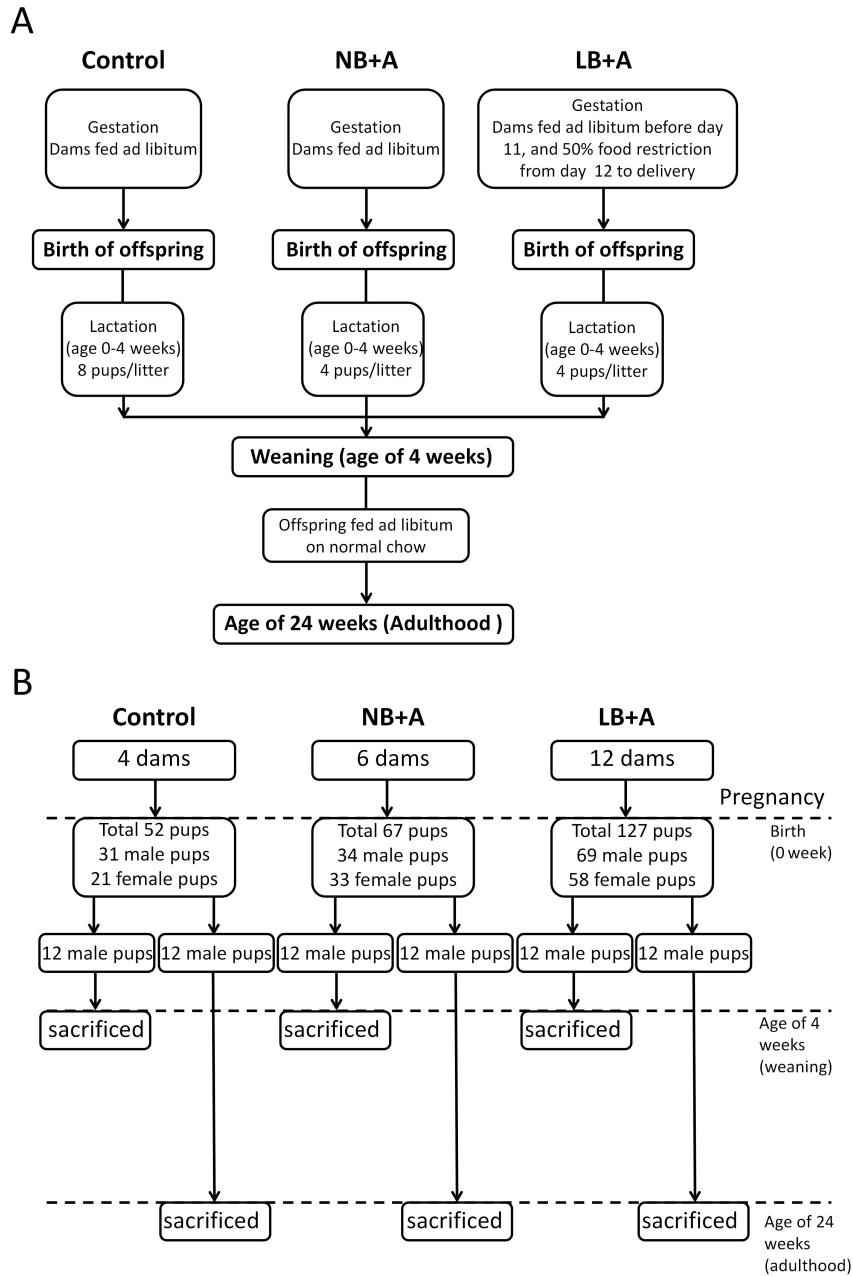 A
Control
NB+A
LB+A
Gestation
Dams fed ad libitum
Gestation
Dams fed ad libitum
Gestation
Dams fed ad libitum before day
11, and 50% food restriction
from day 12 to delivery
Birth of offspring
Birth of offspring
Birth of offspring
Lactation
(age 0-4 weeks)
8 pups/litter
Lactation
(age 0-4 weeks)
4 pups/litter
Lactation
(age 0-4 weeks)
4 pups/litter
Weaning (age of 4 weeks)
Offspring fed ad libitum
on normal chow
Age of 24 weeks (Adulthood )
B
Control
NB+A
LB+A
4 dams
6 dams
12 dams
Pregnancy
Total 52 pups
31 male pups
21 female pups
Total 67 pups
34 male pups
33 female pups
Total 127 pups
69 male pups
58 female pups
Birth
(0 week)
12 male pups
12 male pups
12 male pups
12 male pups
12 male pups
12 male pups
sacrificed
sacrificed
sacrificed
Age of 4
weeks
(weaning)
sacrificed
sacrificed
sacrificed
Age of 24
weeks
(adulthood)